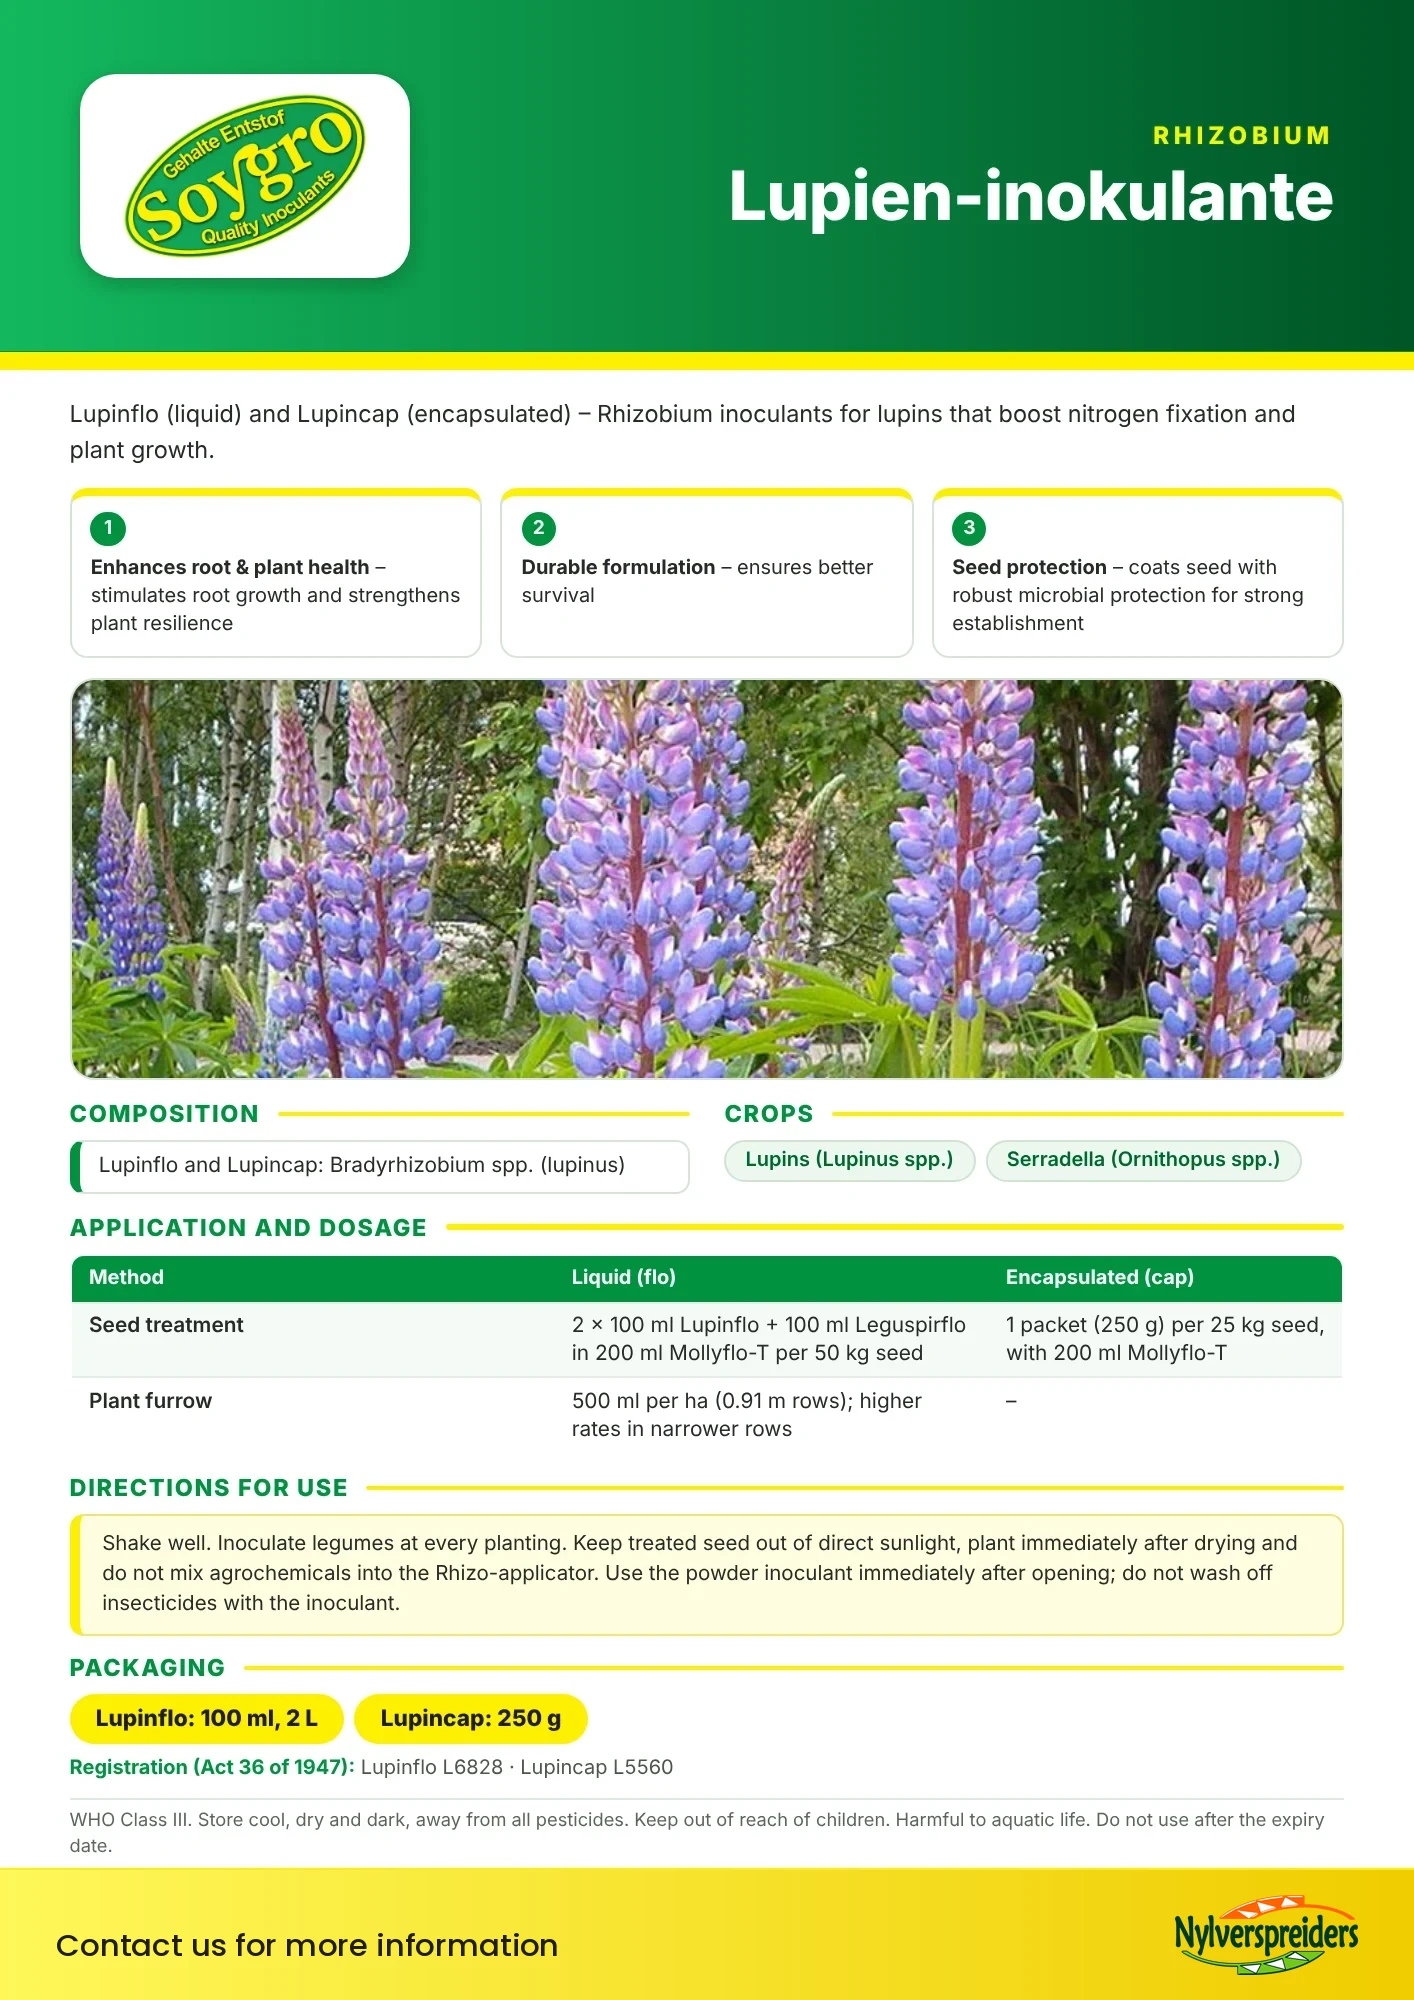 Gehalte Entstof
Soygro
Quality Inoculants
RHIZOBIUM
Lupien-inokulante
Lupinflo (liquid) and Lupincap (encapsulated) – Rhizobium inoculants for lupins that boost nitrogen fixation and
plant growth.
1
Enhances root & plant health –
stimulates root growth and strengthens
plant resilience
2
Durable formulation – ensures better
survival
3
Seed protection – coats seed with
robust microbial protection for strong
establishment
COMPOSITION
Lupinflo and Lupincap: Bradyrhizobium spp. (lupinus)
CROPS
Lupins (Lupinus spp.) Serradella (Ornithopus spp.)
APPLICATION AND DOSAGE
Method Liquid (flo) Encapsulated (cap)
Seed treatment 2 × 100 ml Lupinflo + 100 ml Leguspirflo 1 packet (250 g) per 25 kg seed,
in 200 ml Mollyflo-T per 50 kg seed with 200 ml Mollyflo-T
Plant furrow 500 ml per ha (0.91 m rows); higher –
rates in narrower rows
DIRECTIONS FOR USE
Shake well. Inoculate legumes at every planting. Keep treated seed out of direct sunlight, plant immediately after drying and
do not mix agrochemicals into the Rhizo-applicator. Use the powder inoculant immediately after opening; do not wash off
insecticides with the inoculant.
PACKAGING
Lupinflo: 100 ml, 2 L Lupincap: 250 g
Registration (Act 36 of 1947): Lupinflo L6828 · Lupincap L5560
WHO Class III. Store cool, dry and dark, away from all pesticides. Keep out of reach of children. Harmful to aquatic life. Do not use after the expiry
date.
Contact us for more information
Nylverspreiders